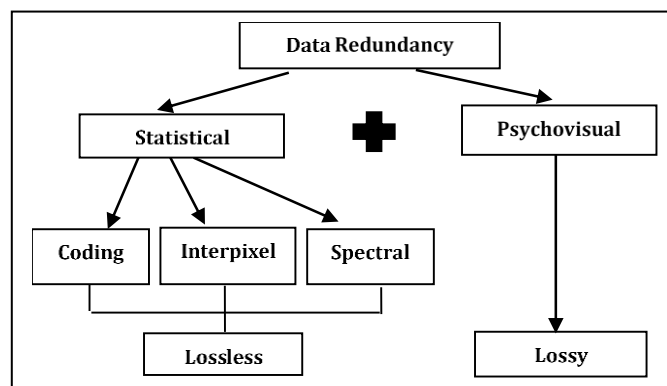 Data Redundancy
Statistical
Psychovisual
Coding
Interpixel
Spectral
Lossless
Lossy